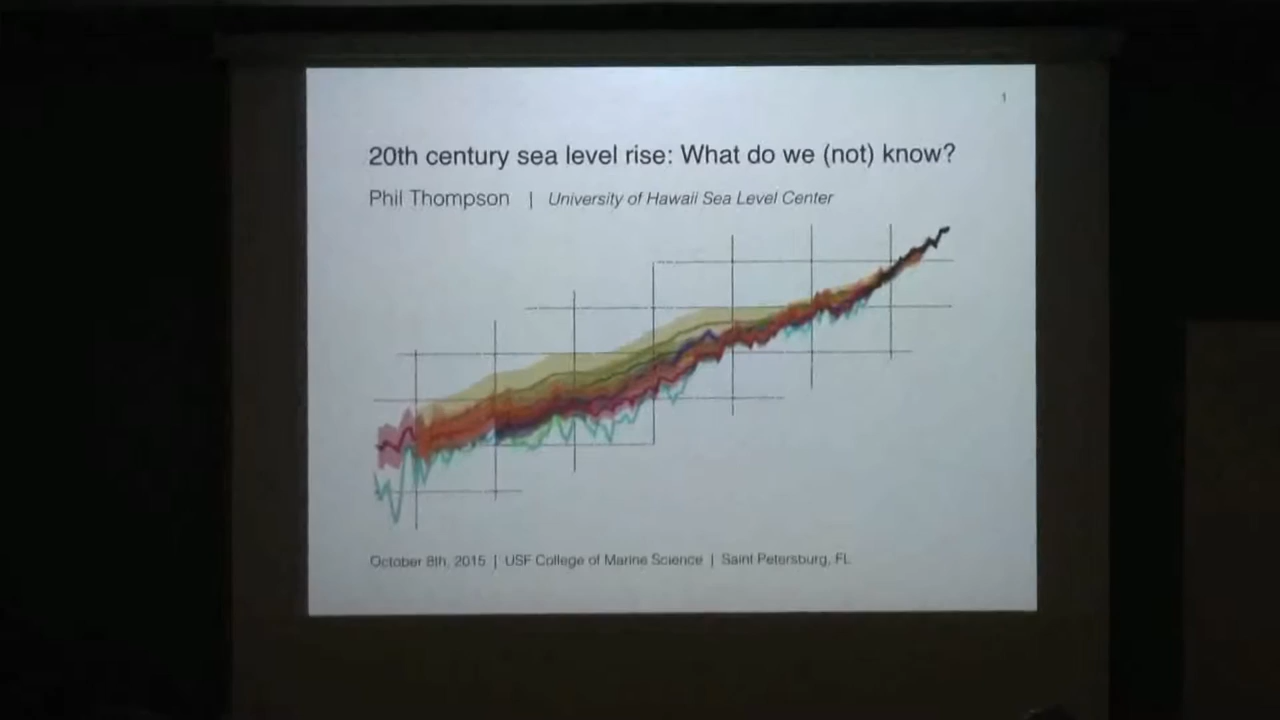 1
20th century sea level rise: What do we (not) know?
Phil Thompson | University of Hawaii Sea Level Center
October 8th, 2015 | USF College of Marine Science | Saint Petersburg, FL